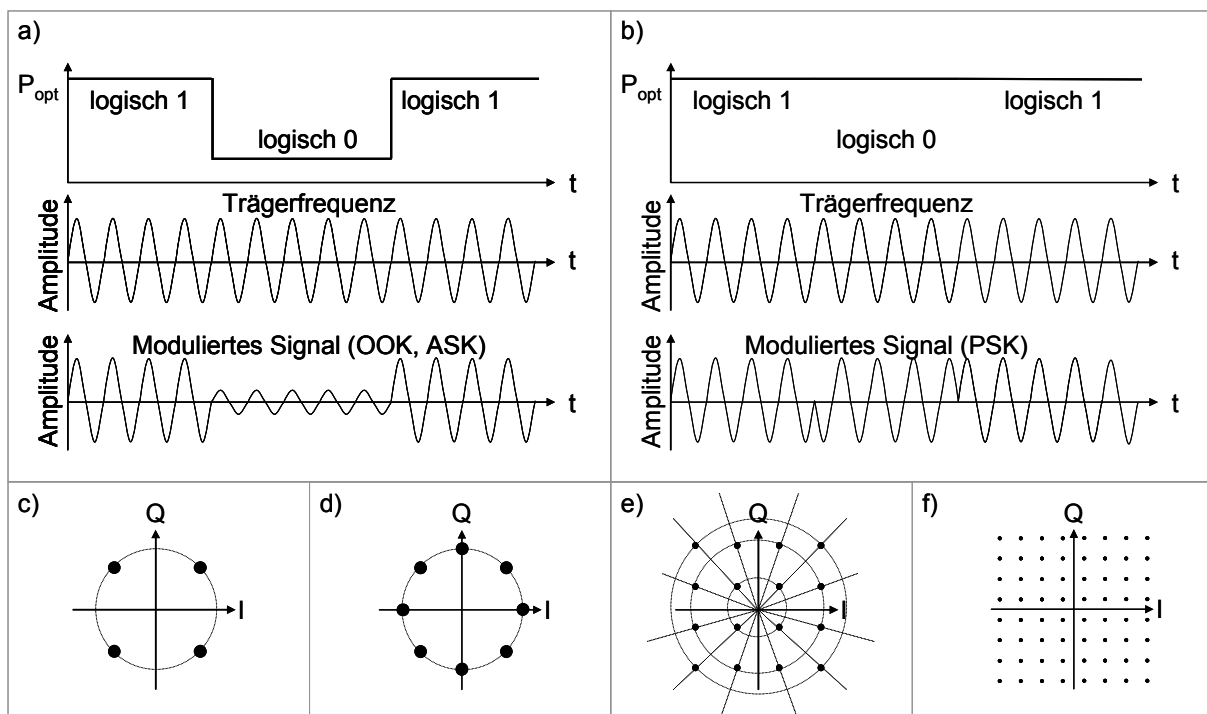 a)
P_opt
logisch 1
logisch 1
logisch 0
t
Trägerfrequenz
Amplitude
t
Moduliertes Signal (OOK, ASK)
Amplitude
t
b)
P_opt
logisch 1
logisch 1
logisch 0
t
Trägerfrequenz
Amplitude
t
Moduliertes Signal (PSK)
Amplitude
t
c)
Q
I
d)
Q
I
e)
Q
I
f)
Q
I